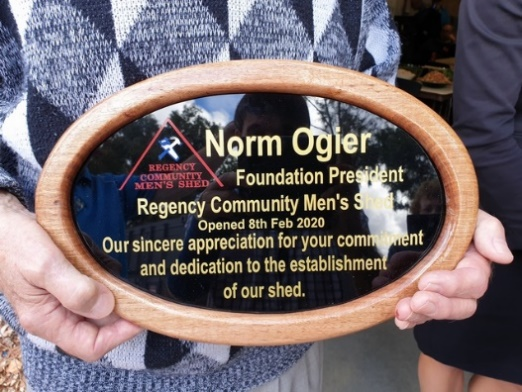 REGENCY
COMMUNITY
MEN'S SHED
Norm Ogier
Foundation President
Regency Community Men's Shed
Opened 8th Feb 2020
Our sincere appreciation for your commitment
and dedication to the establishment
of our shed.